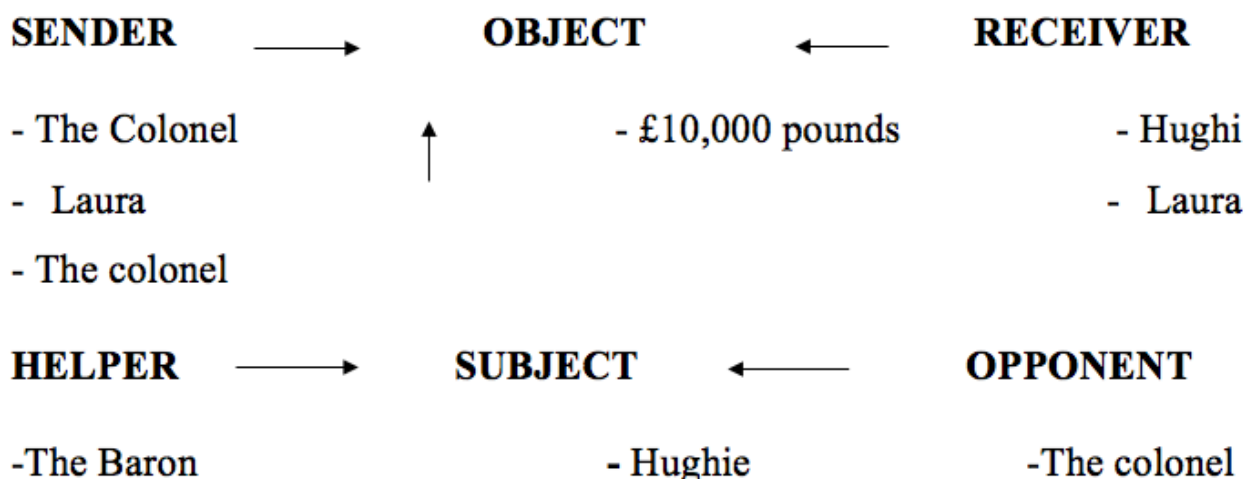 SENDER OBJECT RECEIVER
- The Colonel - £10,000 pounds - Hughi
- Laura - Laura
- The colonel
HELPER SUBJECT OPPONENT
-The Baron - Hughie -The colonel